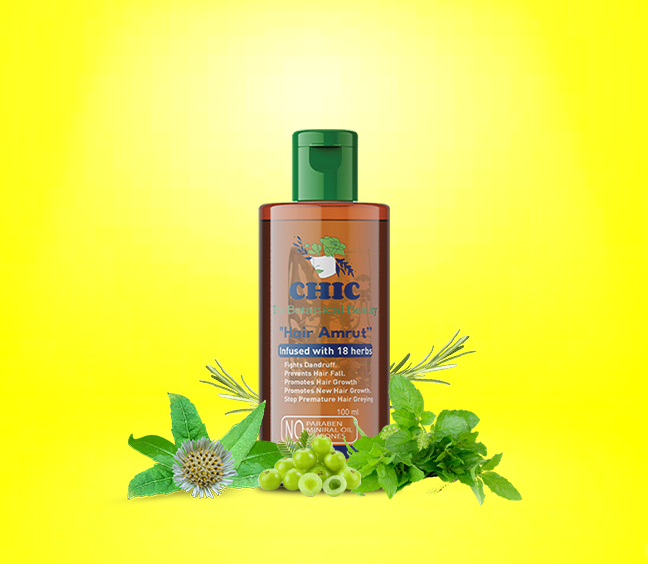 CHIC
"Hair Amrut"
Infused with 18 herbs
Fights Dandruff.
Prevents Hair Fall.
Promotes Hair Growth
Promotes New Hair Growth.
Stop Premature Hair Greying
100 ml
NO PARABEN
MINIRAL OIL